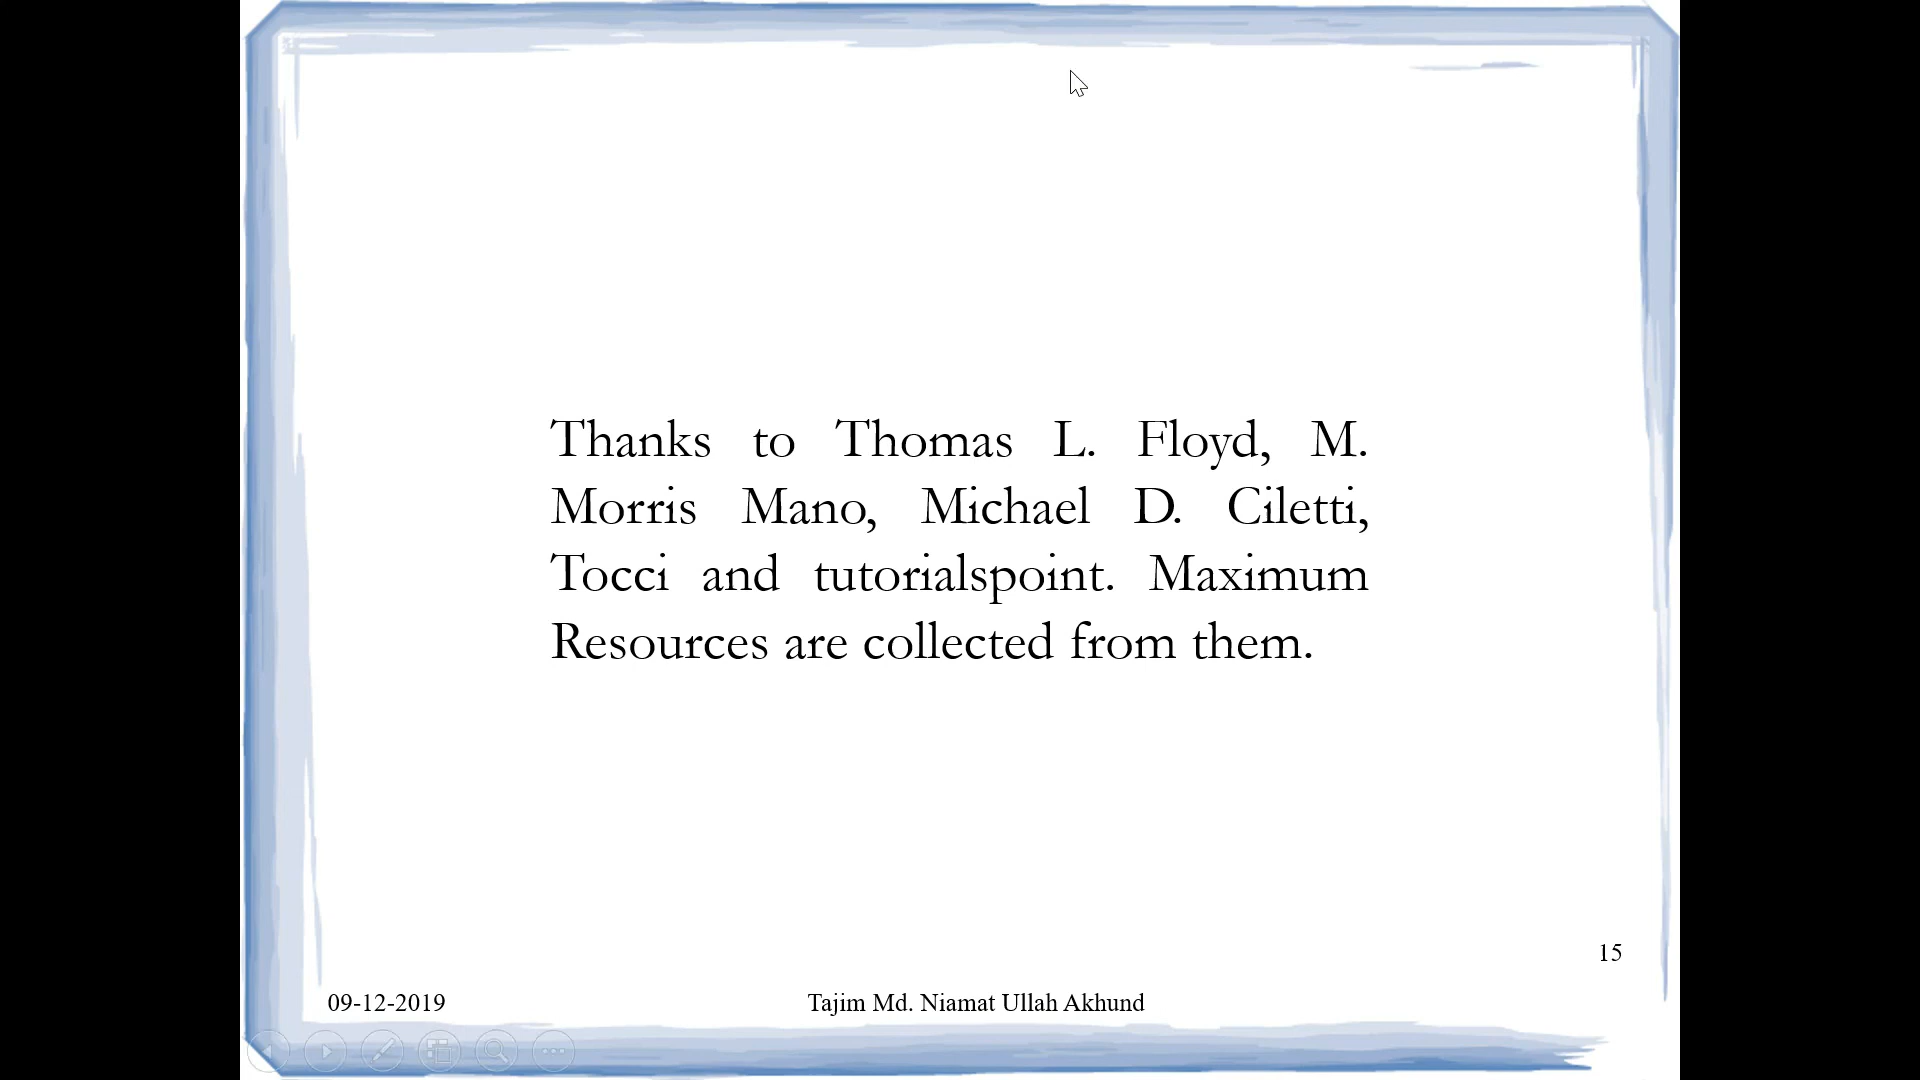 Thanks to Thomas L. Floyd, M.
Morris Mano, Michael D. Ciletti,
Tocci and tutorialspoint. Maximum
Resources are collected from them.
15
09-12-2019
Tajim Md. Niamat Ullah Akhund